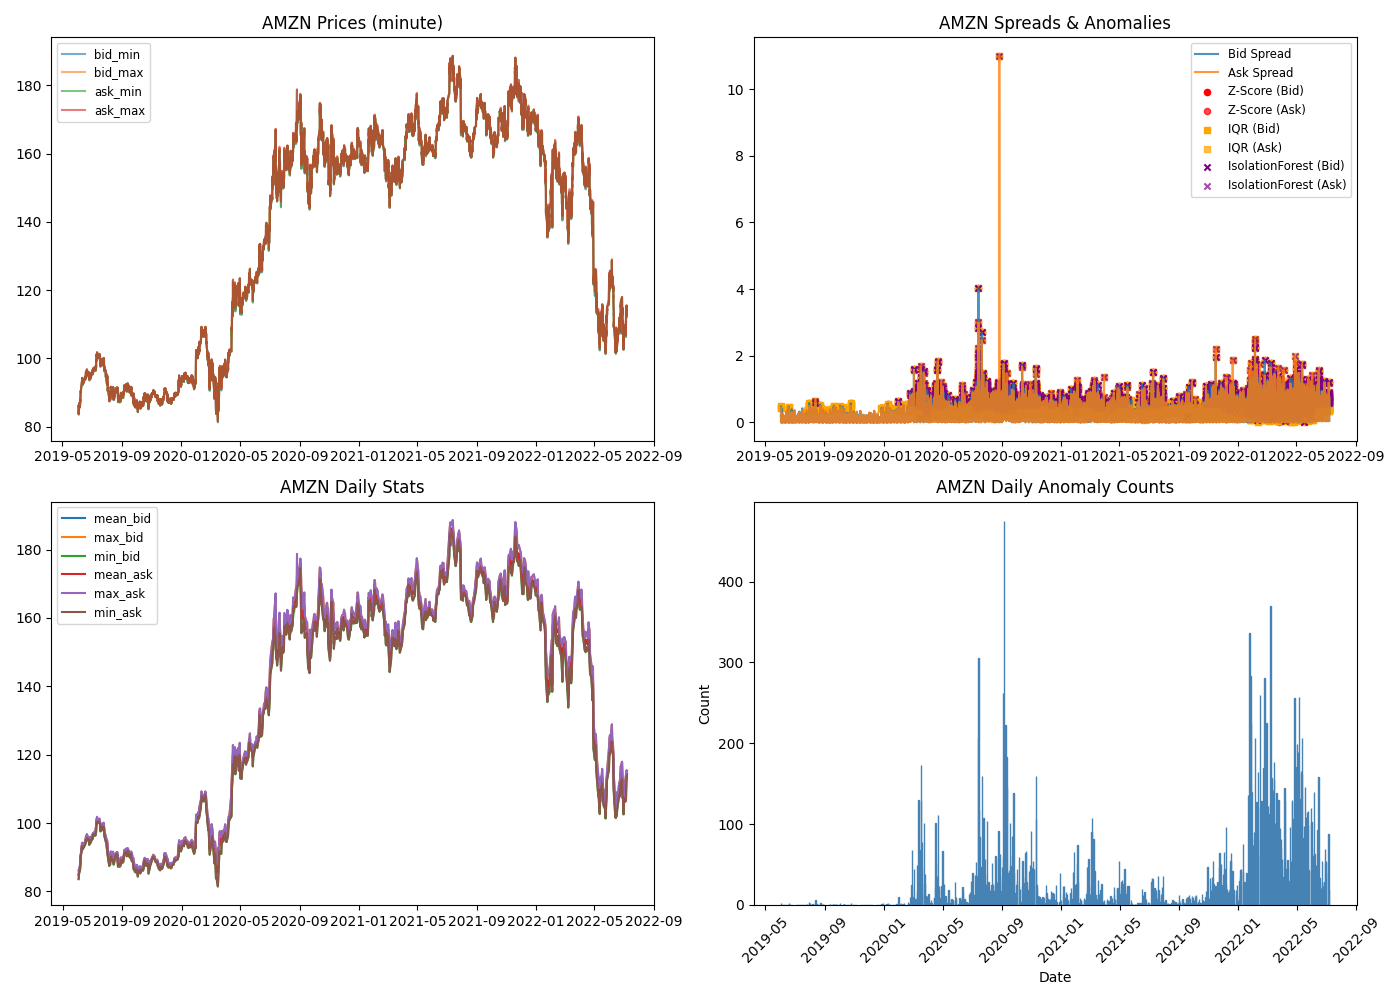 AMZN Prices (minute)
bid_min
bid_max
ask_min
ask_max
180
160
140
120
100
80
2019-05 2019-09 2020-01 2020-05 2020-09 2021-01 2021-05 2021-09 2022-01 2022-05 2022-09
AMZN Spreads & Anomalies
Bid Spread
Ask Spread
Z-Score (Bid)
Z-Score (Ask)
IQR (Bid)
IQR (Ask)
IsolationForest (Bid)
IsolationForest (Ask)
10
8
6
4
2
0
2019-05 2019-09 2020-01 2020-05 2020-09 2021-01 2021-05 2021-09 2022-01 2022-05 2022-09
AMZN Daily Stats
mean_bid
max_bid
min_bid
mean_ask
max_ask
min_ask
180
160
140
120
100
80
2019-05 2019-09 2020-01 2020-05 2020-09 2021-01 2021-05 2021-09 2022-01 2022-05 2022-09
AMZN Daily Anomaly Counts
Count
400
300
200
100
0
2019-05 2019-09 2020-01 2020-05 2020-09 2021-01 2021-05 2021-09 2022-01 2022-05 2022-09
Date